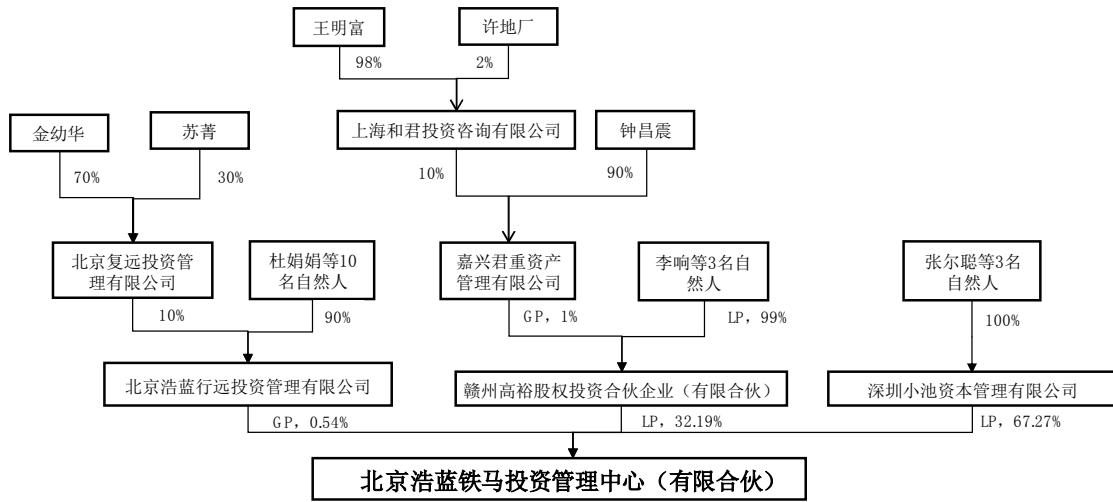 王明富
许地厂
98%
2%
金幼华
苏菁
上海和君投资咨询有限公司
钟昌震
70%
30%
10%
90%
北京复远投资管
理有限公司
杜娟娟等10
名自然人
嘉兴君重资产
管理有限公司
李响等3名自
然人
张尔聪等3名
自然人
10%
90%
GP，1%
LP，99%
100%
北京浩蓝行远投资管理有限公司
赣州高裕股权投资合伙企业（有限合伙）
深圳小池资本管理有限公司
GP，0.54%
LP，32.19%
LP，67.27%
北京浩蓝铁马投资管理中心（有限合伙）